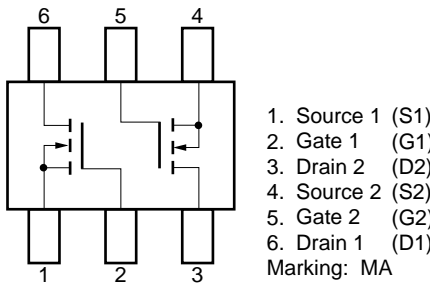 6 5 4
1 2 3
1. Source 1 (S1)
2. Gate 1 (G1)
3. Drain 2 (D2)
4. Source 2 (S2)
5. Gate 2 (G2)
6. Drain 1 (D1)
Marking: MA